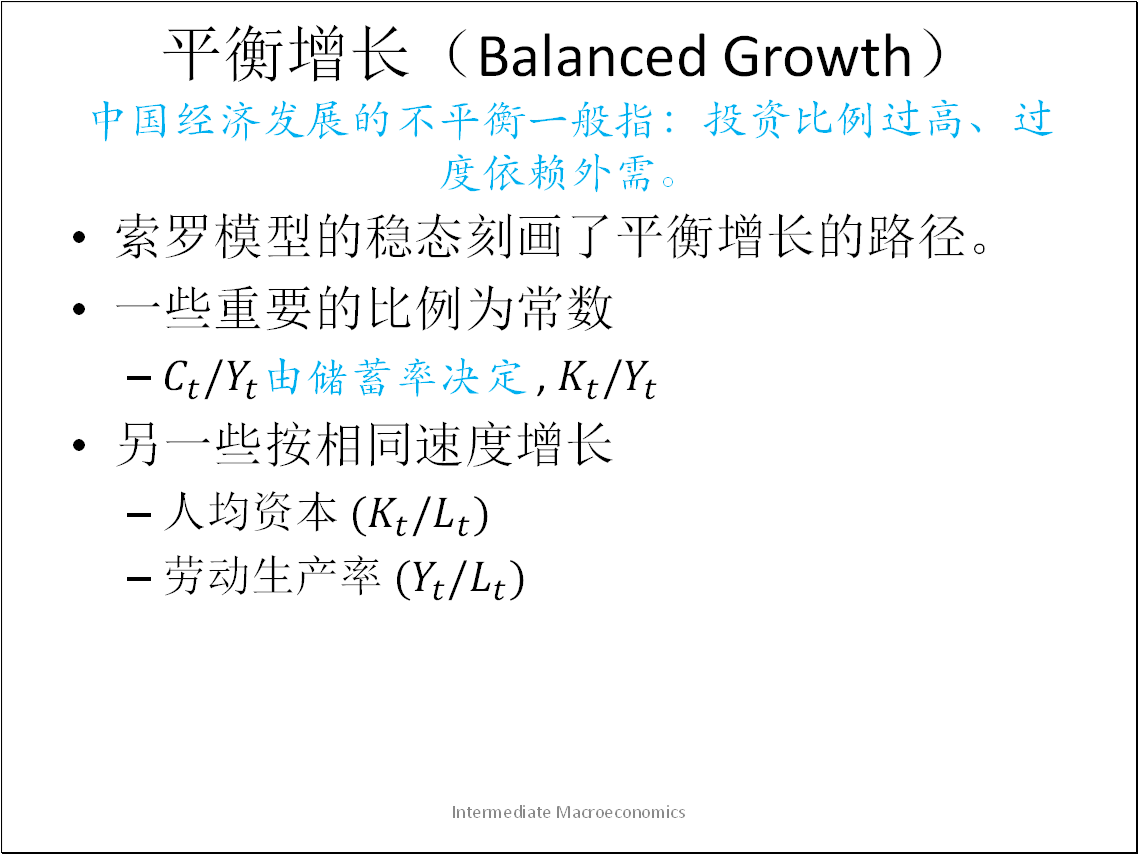 平衡增长（Balanced Growth）
中国经济发展的不平衡一般指：投资比例过高、过
度依赖外需。
• 索罗模型的稳态刻画了平衡增长的路径。
• 一些重要的比例为常数
– $C_t/Y_t$由储蓄率决定, $K_t/Y_t$
• 另一些按相同速度增长
– 人均资本 ($K_t/L_t$)
– 劳动生产率 ($Y_t/L_t$)
Intermediate Macroeconomics